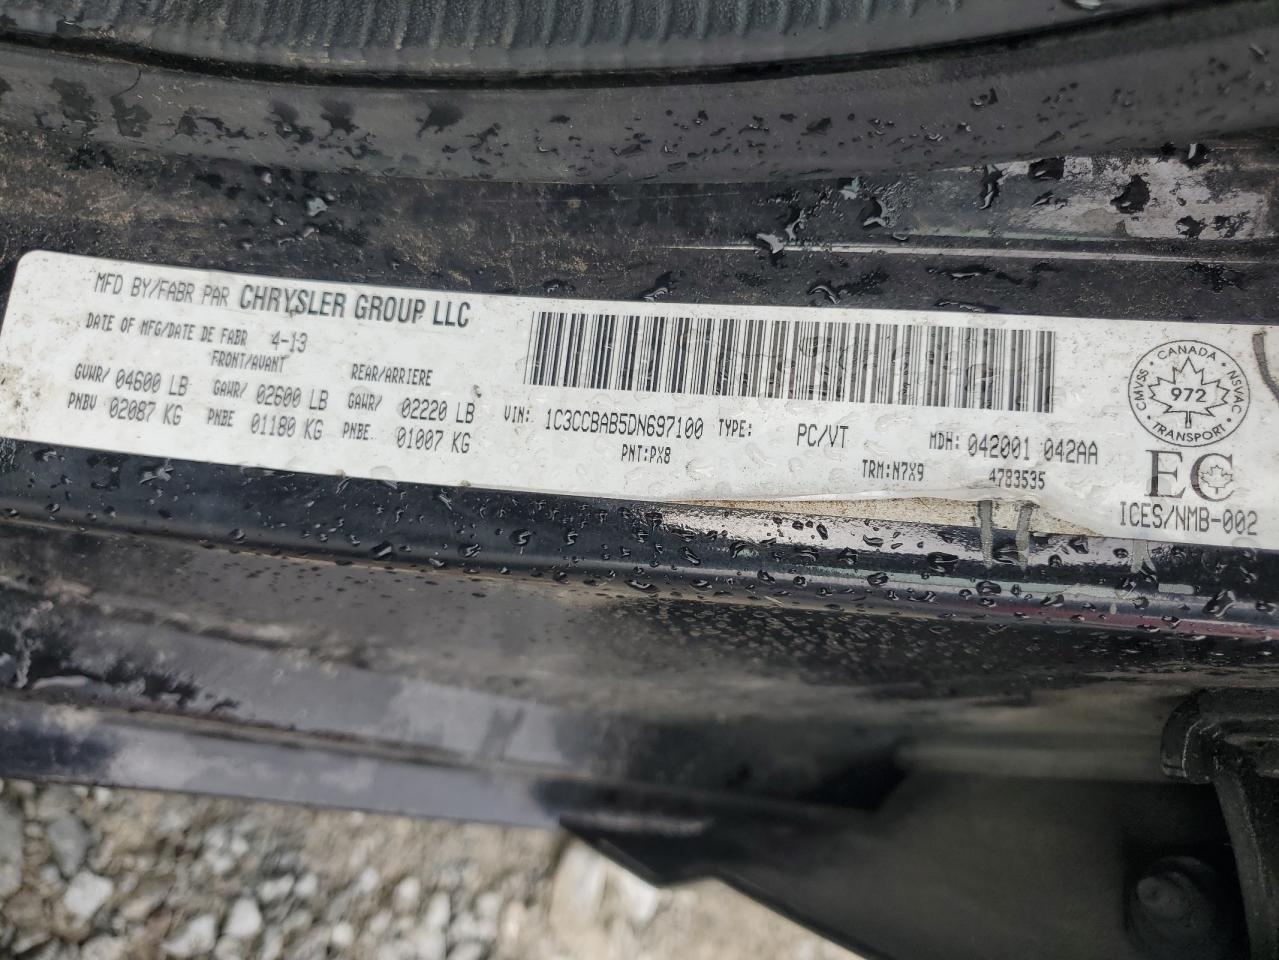 MFD BY/FABR PAR CHRYSLER GROUP LLC
DATE OF MFG/DATE DE FABR 4-13
FRONT/AVANT REAR/ARRIERE
GVWR/ 04600 LB GAWR/ 02600 LB GAWR/ 02220 LB
PNBV 02087 KG PNBE 01180 KG PNBE 01007 KG
VIN: 1C3CCBAB5DN697100 TYPE: PC/VT MDH: 042001 042AA
PNT:PX8 TRM:N7X9 4783535
CANADA
CMVSS · NSVAC
972
TRANSPORT
EC
ICES/NMB-002